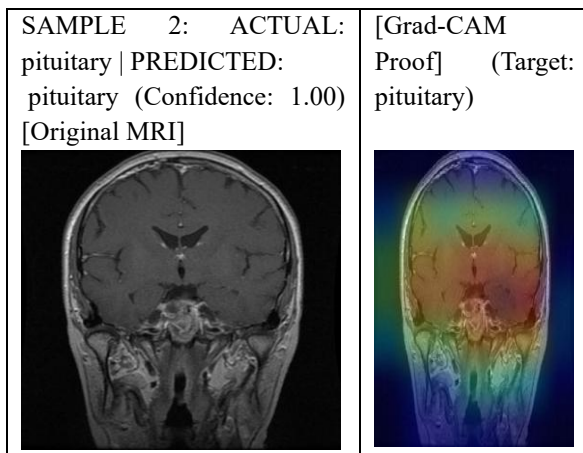 SAMPLE 2: ACTUAL:
pituitary | PREDICTED:
pituitary (Confidence: 1.00)
[Original MRI]
[Grad-CAM
Proof] (Target:
pituitary)